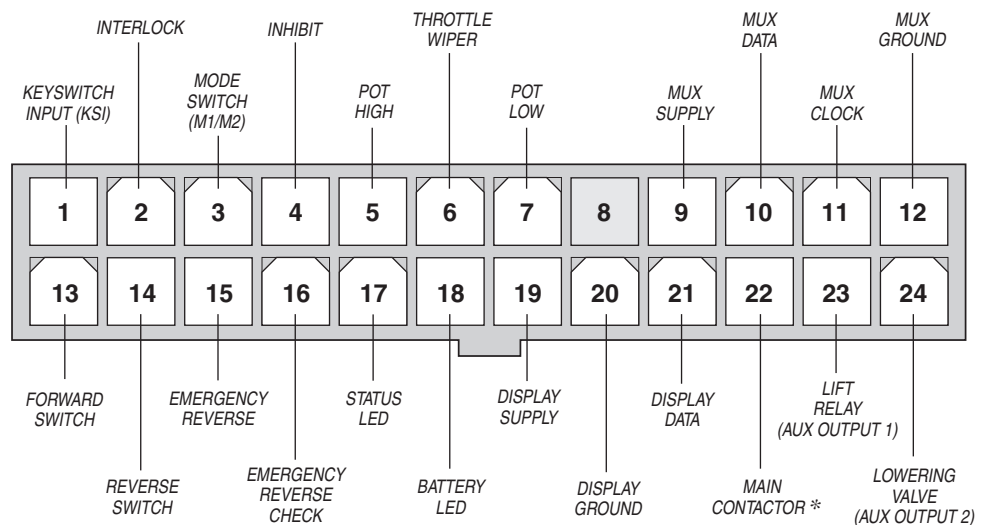 INTERLOCK
INHIBIT
THROTTLE
WIPER
MUX
DATA
MUX
GROUND
KEYSWITCH
INPUT (KSI)
MODE
SWITCH
(M1/M2)
POT
HIGH
POT
LOW
MUX
SUPPLY
MUX
CLOCK
1 2 3 4 5 6 7 8 9 10 11 12
13 14 15 16 17 18 19 20 21 22 23 24
FORWARD
SWITCH
EMERGENCY
REVERSE
STATUS
LED
DISPLAY
SUPPLY
DISPLAY
DATA
LIFT
RELAY
(AUX OUTPUT 1)
REVERSE
SWITCH
EMERGENCY
REVERSE
CHECK
BATTERY
LED
DISPLAY
GROUND
MAIN
CONTACTOR *
LOWERING
VALVE
(AUX OUTPUT 2)